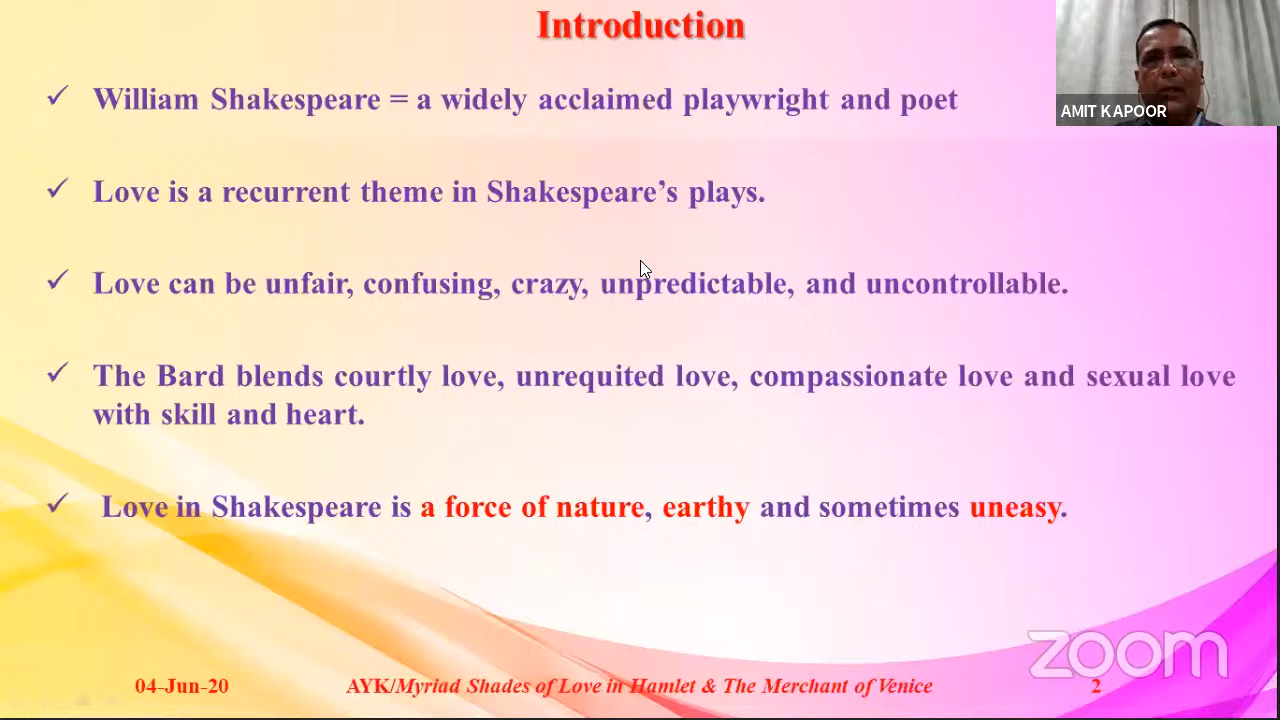 Introduction
✓ William Shakespeare = a widely acclaimed playwright and poet
AMIT KAPOOR
✓ Love is a recurrent theme in Shakespeare’s plays.
✓ Love can be unfair, confusing, crazy, unpredictable, and uncontrollable.
✓ The Bard blends courtly love, unrequited love, compassionate love and sexual love
with skill and heart.
✓ Love in Shakespeare is a force of nature, earthy and sometimes uneasy.
zoom
04-Jun-20 AYK/Myriad Shades of Love in Hamlet & The Merchant of Venice 2